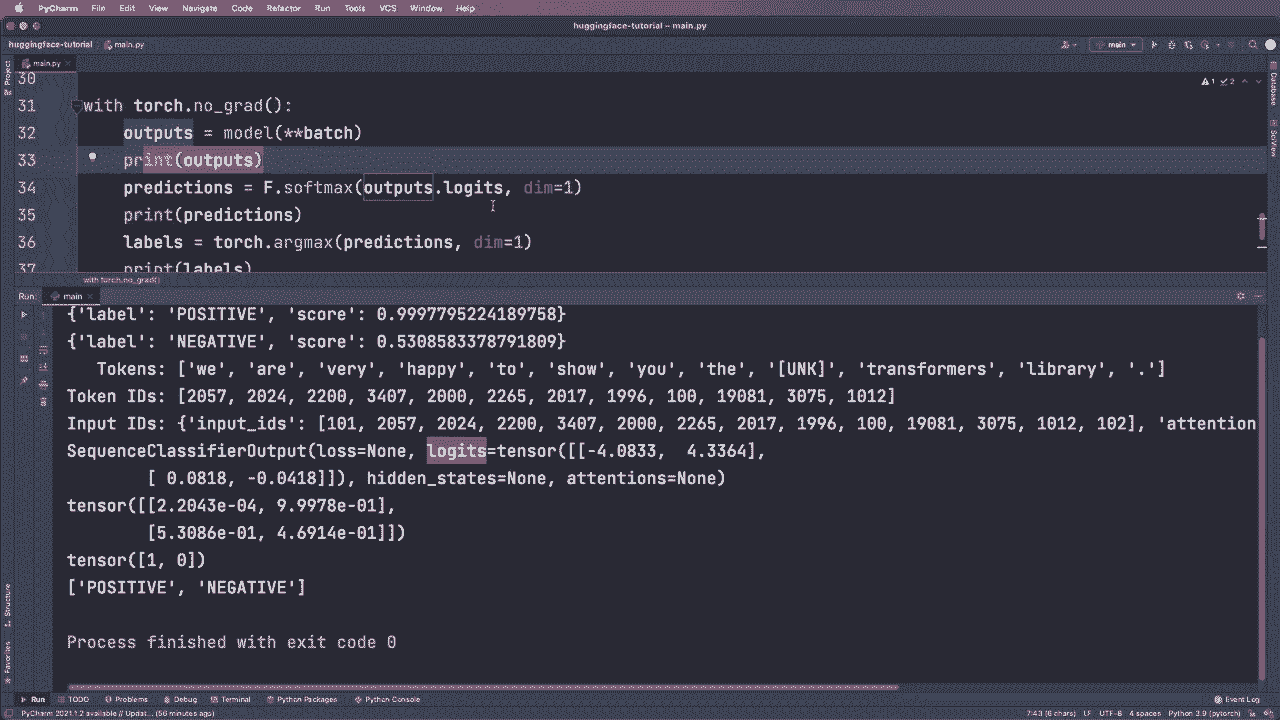 PyCharm File Edit View Navigate Code Refactor Run Tools VCS Window Help
huggingface-tutorial – main.py
huggingface-tutorial main.py main
main.py
Project
Database
SciView
1 2
30
31 with torch.no_grad():
32 outputs = model(**batch)
33 print(outputs)
34 predictions = F.softmax(outputs.logits, dim=1)
35 print(predictions)
36 labels = torch.argmax(predictions, dim=1)
37 print(labels)
with torch.no_grad()
Run: main
{'label': 'POSITIVE', 'score': 0.9997795224189758}
{'label': 'NEGATIVE', 'score': 0.5308583378791809}
Tokens: ['we', 'are', 'very', 'happy', 'to', 'show', 'you', 'the', '[UNK]', 'transformers', 'library', '.']
Token IDs: [2057, 2024, 2200, 3407, 2000, 2265, 2017, 1996, 100, 19081, 3075, 1012]
Input IDs: {'input_ids': [101, 2057, 2024, 2200, 3407, 2000, 2265, 2017, 1996, 100, 19081, 3075, 1012, 102], 'attention
SequenceClassifierOutput(loss=None, logits=tensor([[-4.0833, 4.3364],
[ 0.0818, -0.0418]]), hidden_states=None, attentions=None)
tensor([[2.2043e-04, 9.9978e-01],
[5.3086e-01, 4.6914e-01]])
tensor([1, 0])
['POSITIVE', 'NEGATIVE']
Process finished with exit code 0
Structure
Favorites
Run TODO Problems Debug Terminal Python Packages Python Console Event Log
PyCharm 2021.1.2 available // Updat... (56 minutes ago) 7:43 (6 chars) LF UTF-8 4 spaces Python 3.9 (pytorch)